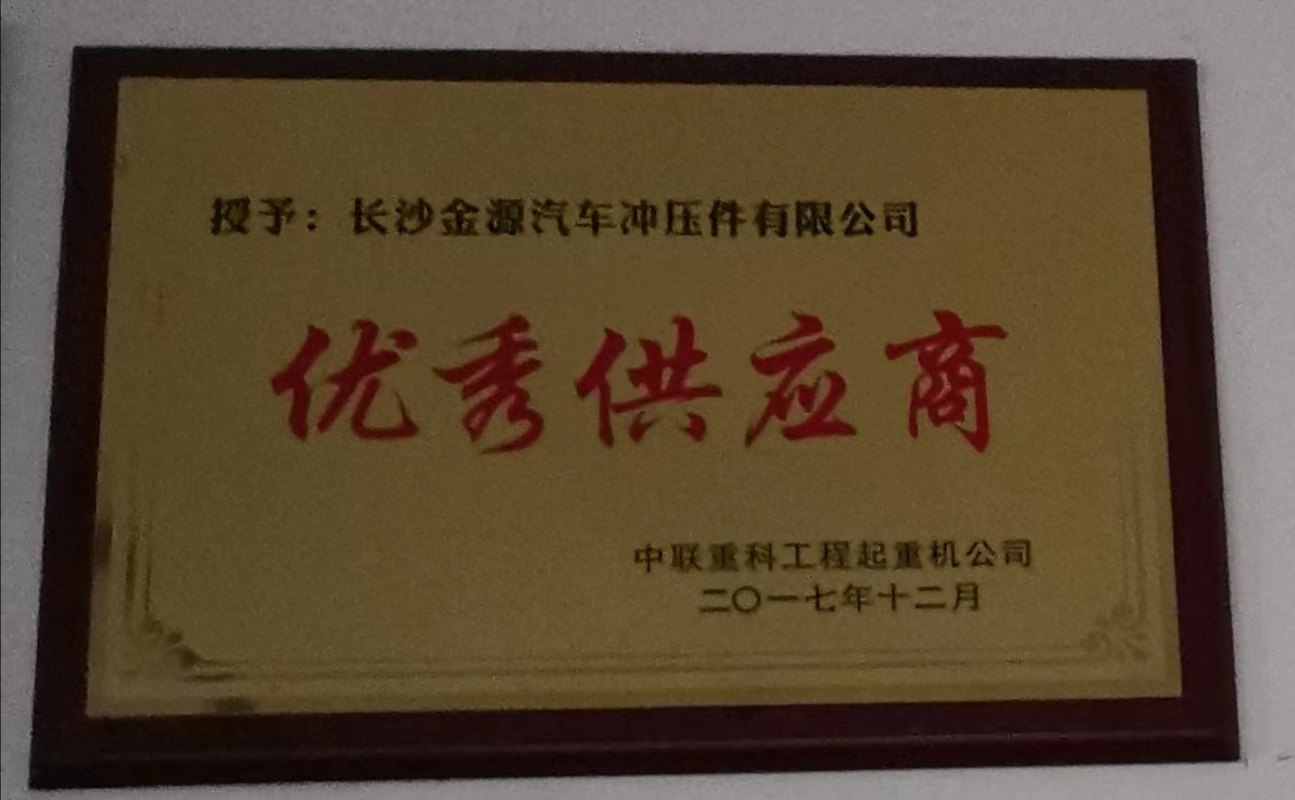 授予：长沙金源汽车冲压件有限公司
优秀供应商
中联重科工程起重机公司
二〇一七年十二月